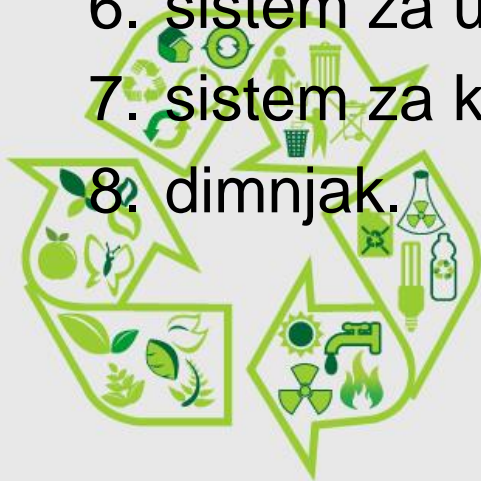 6. sistem za u
7. sistem za k
8. dimnjak.